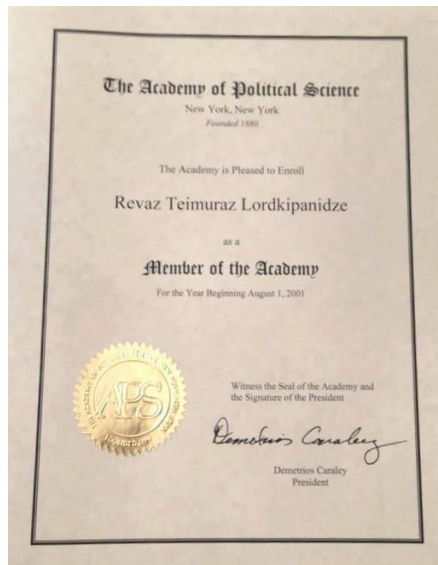 The Academy of Political Science
New York, New York
Founded 1880
The Academy is Pleased to Enroll
Revaz Teimuraz Lordkipanidze
as a
Member of the Academy
For the Year Beginning August 1, 2001
APS
Witness the Seal of the Academy and
the Signature of the President
Demetrios Caraley
Demetrios Caraley
President